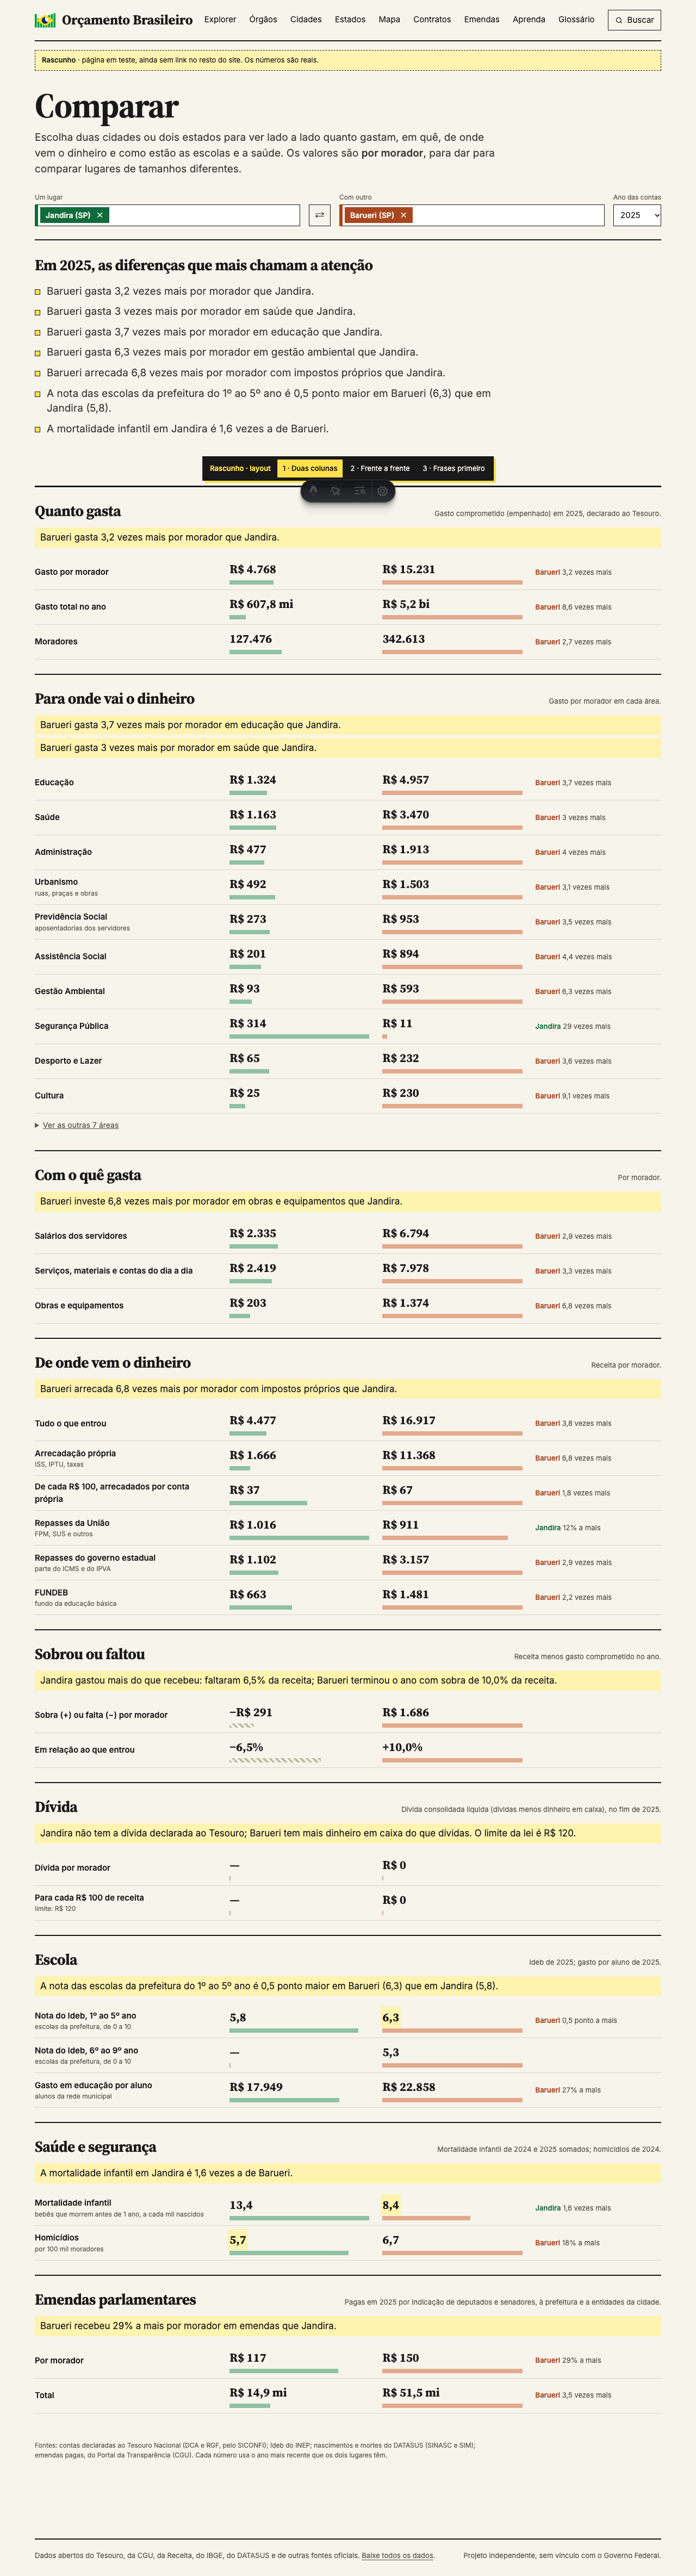 Orçamento Brasileiro
Explorer Órgãos Cidades Estados Mapa Contratos Emendas Aprenda Glossário Buscar
Rascunho · página em teste, ainda sem link no resto do site. Os números são reais.
Comparar
Escolha duas cidades ou dois estados para ver lado a lado quanto gastam, em quê, de onde
vem o dinheiro e como estão as escolas e a saúde. Os valores são por morador, para dar para
comparar lugares de tamanhos diferentes.
Um lugar Com outro Ano das contas
Jandira (SP) × ⇄ Barueri (SP) × 2025
Em 2025, as diferenças que mais chamam a atenção
Barueri gasta 3,2 vezes mais por morador que Jandira.
Barueri gasta 3 vezes mais por morador em saúde que Jandira.
Barueri gasta 3,7 vezes mais por morador em educação que Jandira.
Barueri gasta 6,3 vezes mais por morador em gestão ambiental que Jandira.
Barueri arrecada 6,8 vezes mais por morador com impostos próprios que Jandira.
A nota das escolas da prefeitura do 1º ao 5º ano é 0,5 ponto maior em Barueri (6,3) que em
Jandira (5,8).
A mortalidade infantil em Jandira é 1,6 vezes a de Barueri.
Rascunho · layout 1 · Duas colunas 2 · Frente a frente 3 · Frases primeiro
Quanto gasta Gasto comprometido (empenhado) em 2025, declarado ao Tesouro.
Barueri gasta 3,2 vezes mais por morador que Jandira.
Gasto por morador R$ 4.768 R$ 15.231 Barueri 3,2 vezes mais
Gasto total no ano R$ 607,8 mi R$ 5,2 bi Barueri 8,6 vezes mais
Moradores 127.476 342.613 Barueri 2,7 vezes mais
Para onde vai o dinheiro Gasto por morador em cada área.
Barueri gasta 3,7 vezes mais por morador em educação que Jandira.
Barueri gasta 3 vezes mais por morador em saúde que Jandira.
Educação R$ 1.324 R$ 4.957 Barueri 3,7 vezes mais
Saúde R$ 1.163 R$ 3.470 Barueri 3 vezes mais
Administração R$ 477 R$ 1.913 Barueri 4 vezes mais
Urbanismo R$ 492 R$ 1.503 Barueri 3,1 vezes mais
ruas, praças e obras
Previdência Social R$ 273 R$ 953 Barueri 3,5 vezes mais
aposentadorias dos servidores
Assistência Social R$ 201 R$ 894 Barueri 4,4 vezes mais
Gestão Ambiental R$ 93 R$ 593 Barueri 6,3 vezes mais
Segurança Pública R$ 314 R$ 11 Jandira 29 vezes mais
Desporto e Lazer R$ 65 R$ 232 Barueri 3,6 vezes mais
Cultura R$ 25 R$ 230 Barueri 9,1 vezes mais
Ver as outras 7 áreas
Com o quê gasta Por morador.
Barueri investe 6,8 vezes mais por morador em obras e equipamentos que Jandira.
Salários dos servidores R$ 2.335 R$ 6.794 Barueri 2,9 vezes mais
Serviços, materiais e contas do dia a dia R$ 2.419 R$ 7.978 Barueri 3,3 vezes mais
Obras e equipamentos R$ 203 R$ 1.374 Barueri 6,8 vezes mais
De onde vem o dinheiro Receita por morador.
Barueri arrecada 6,8 vezes mais por morador com impostos próprios que Jandira.
Tudo o que entrou R$ 4.477 R$ 16.917 Barueri 3,8 vezes mais
Arrecadação própria R$ 1.666 R$ 11.368 Barueri 6,8 vezes mais
ISS, IPTU, taxas
De cada R$ 100, arrecadados por conta
própria R$ 37 R$ 67 Barueri 1,8 vezes mais
Repasses da União R$ 1.016 R$ 911 Jandira 12% a mais
FPM, SUS e outros
Repasses do governo estadual R$ 1.102 R$ 3.157 Barueri 2,9 vezes mais
parte do ICMS e do IPVA
FUNDEB R$ 663 R$ 1.481 Barueri 2,2 vezes mais
fundo da educação básica
Sobrou ou faltou Receita menos gasto comprometido no ano.
Jandira gastou mais do que recebeu: faltaram 6,5% da receita; Barueri terminou o ano com sobra de 10,0% da receita.
Sobra (+) ou falta (−) por morador −R$ 291 R$ 1.686
Em relação ao que entrou −6,5% +10,0%
Dívida Dívida consolidada líquida (dívidas menos dinheiro em caixa), no fim de 2025.
Jandira não tem a dívida declarada ao Tesouro; Barueri tem mais dinheiro em caixa do que dívidas. O limite da lei é R$ 120.
Dívida por morador — R$ 0
Para cada R$ 100 de receita — R$ 0
limite: R$ 120
Escola Ideb de 2025; gasto por aluno de 2025.
A nota das escolas da prefeitura do 1º ao 5º ano é 0,5 ponto maior em Barueri (6,3) que em Jandira (5,8).
Nota do Ideb, 1º ao 5º ano 5,8 6,3 Barueri 0,5 ponto a mais
escolas da prefeitura, de 0 a 10
Nota do Ideb, 6º ao 9º ano — 5,3
escolas da prefeitura, de 0 a 10
Gasto em educação por aluno R$ 17.949 R$ 22.858 Barueri 27% a mais
alunos da rede municipal
Saúde e segurança Mortalidade infantil de 2024 e 2025 somados; homicídios de 2024.
A mortalidade infantil em Jandira é 1,6 vezes a de Barueri.
Mortalidade infantil 13,4 8,4 Jandira 1,6 vezes mais
bebês que morrem antes de 1 ano, a cada mil nascidos
Homicídios 5,7 6,7 Barueri 18% a mais
por 100 mil moradores
Emendas parlamentares Pagas em 2025 por indicação de deputados e senadores, à prefeitura e a entidades da cidade.
Barueri recebeu 29% a mais por morador em emendas que Jandira.
Por morador R$ 117 R$ 150 Barueri 29% a mais
Total R$ 14,9 mi R$ 51,5 mi Barueri 3,5 vezes mais
Fontes: contas declaradas ao Tesouro Nacional (DCA e RGF, pelo SICONFI); Ideb do INEP; nascimentos e mortes do DATASUS (SINASC e SIM);
emendas pagas, do Portal da Transparência (CGU). Cada número usa o ano mais recente que os dois lugares têm.
Dados abertos do Tesouro, da CGU, da Receita, do IBGE, do DATASUS e de outras fontes oficiais. Baixe todos os dados. Projeto independente, sem vínculo com o Governo Federal.